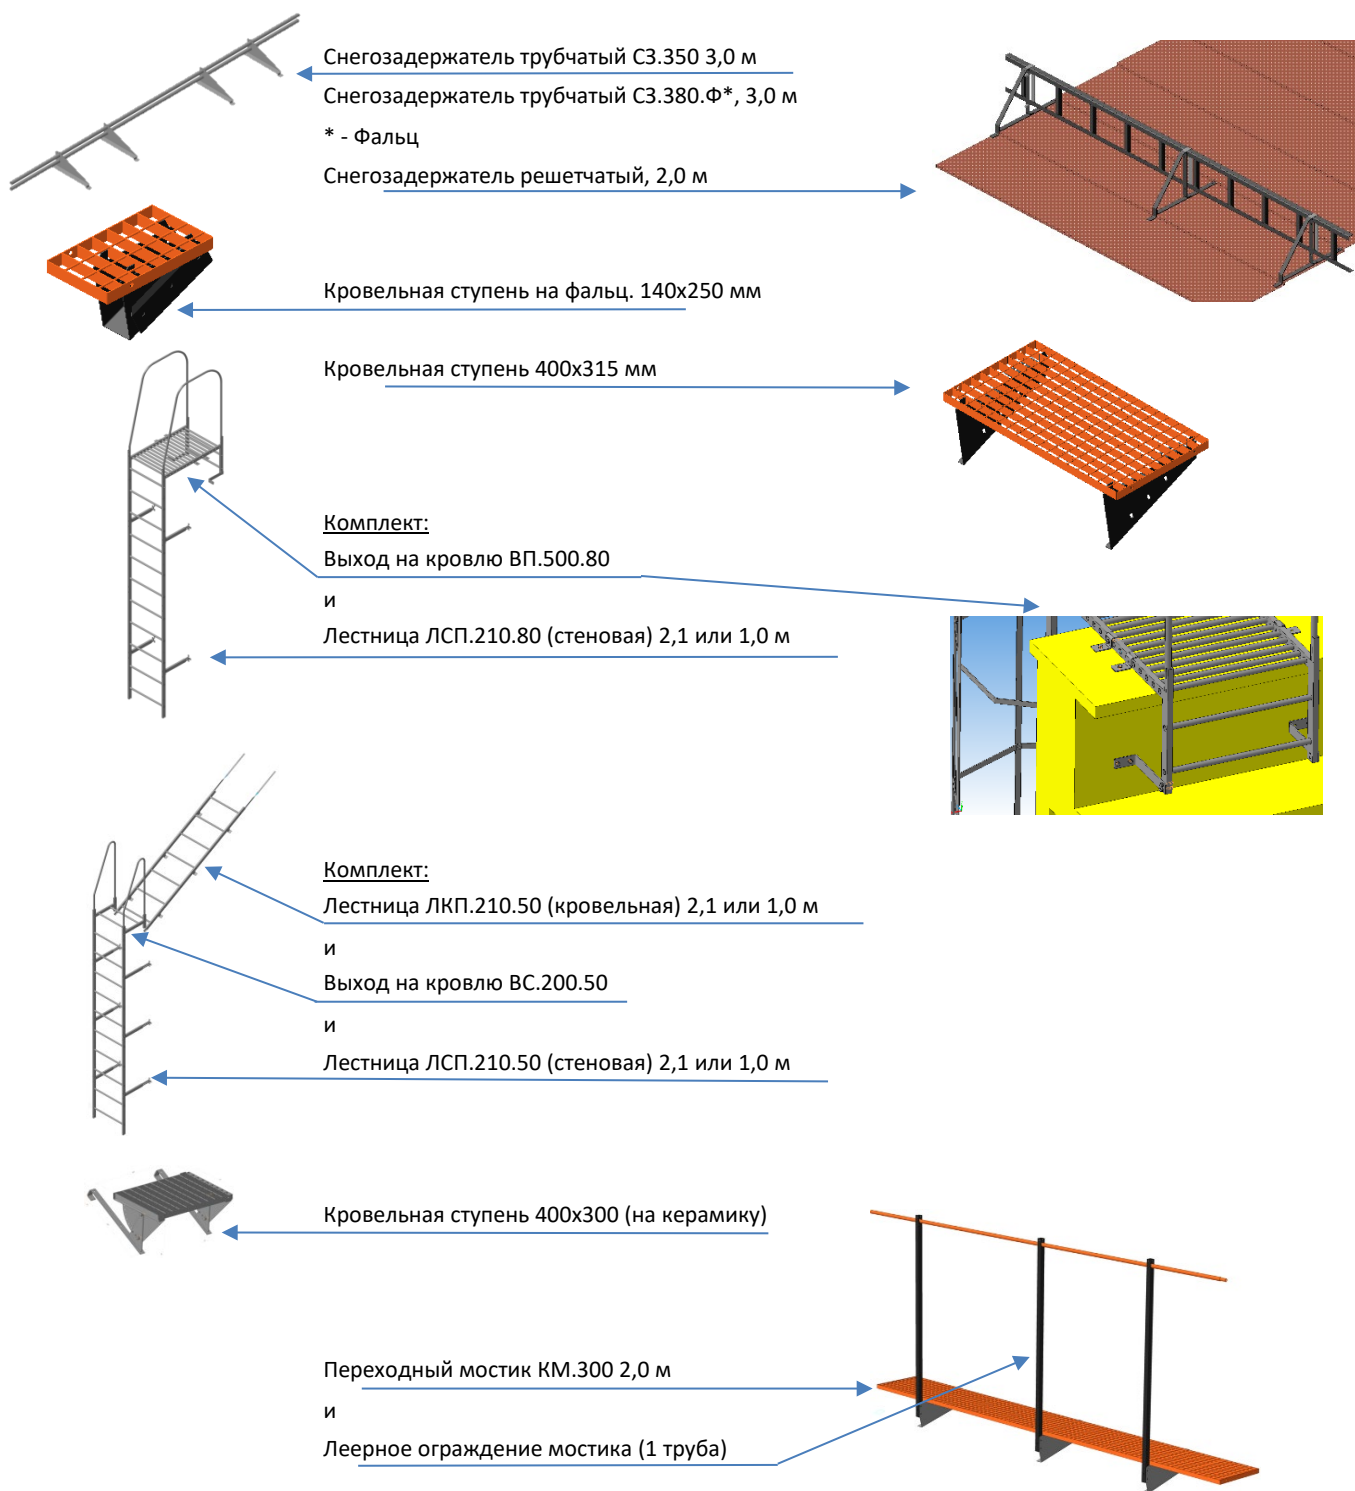 Снегозадержатель трубчатый СЗ.350 3,0 м
Снегозадержатель трубчатый СЗ.380.Ф*, 3,0 м
* - Фальц
Снегозадержатель решетчатый, 2,0 м
Кровельная ступень на фальц. 140х250 мм
Кровельная ступень 400х315 мм
Комплект:
Выход на кровлю ВП.500.80
и
Лестница ЛСП.210.80 (стеновая) 2,1 или 1,0 м
Комплект:
Лестница ЛКП.210.50 (кровельная) 2,1 или 1,0 м
и
Выход на кровлю ВС.200.50
и
Лестница ЛСП.210.50 (стеновая) 2,1 или 1,0 м
Кровельная ступень 400х300 (на керамику)
Переходный мостик КМ.300 2,0 м
и
Леерное ограждение мостика (1 труба)